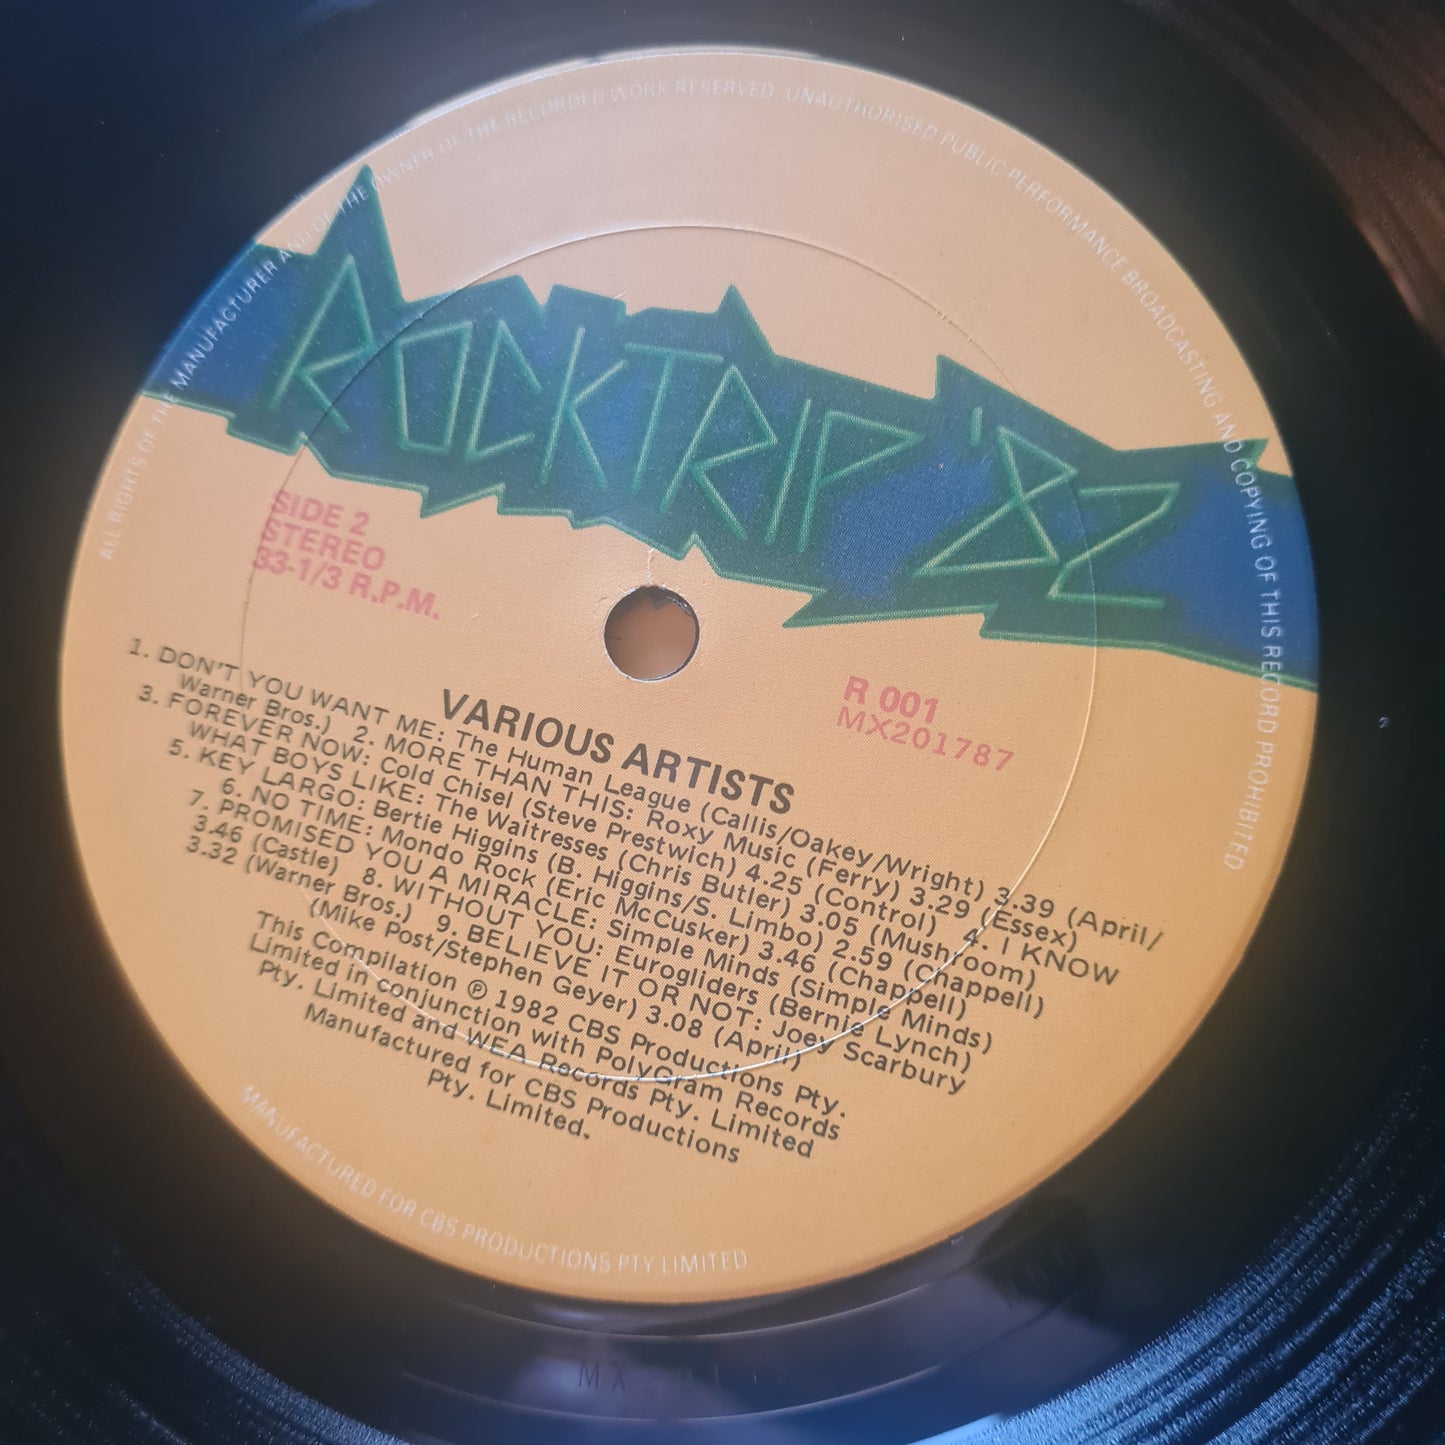 ALL RIGHTS OF THE MANUFACTURER AND OF THE OWNER OF THE RECORDED WORK RESERVED. UNAUTHORISED PUBLIC PERFORMANCE BROADCASTING AND COPYING OF THIS RECORD PROHIBITED
ROCKTRIP '82
SIDE 2
STEREO
33-1/3 R.P.M.
R 001
MX201787
VARIOUS ARTISTS
1. DON'T YOU WANT ME: The Human League (Callis/Oakey/Wright) 3.39 (April/
Warner Bros.) 2. MORE THAN THIS: Roxy Music (Ferry) 3.29 (Essex)
3. FOREVER NOW: Cold Chisel (Steve Prestwich) 4.25 (Control) 4. I KNOW
WHAT BOYS LIKE: The Waitresses (Chris Butler) 3.05 (Mushroom)
5. KEY LARGO: Bertie Higgins (B. Higgins/S. Limbo) 2.59 (Chappell)
6. NO TIME: Mondo Rock (Eric McCusker) 3.46 (Chappell)
7. PROMISED YOU A MIRACLE: Simple Minds (Simple Minds)
3.46 (Castle) 8. WITHOUT YOU: Eurogliders (Bernie Lynch)
3.32 (Warner Bros.) 9. BELIEVE IT OR NOT: Joey Scarbury
(Mike Post/Stephen Geyer) 3.08 (April)
This Compilation ℗ 1982 CBS Productions Pty.
Limited in conjunction with PolyGram Records
Pty. Limited and WEA Records Pty. Limited
Manufactured for CBS Productions
Pty. Limited.
MANUFACTURED FOR CBS PRODUCTIONS PTY LIMITED
MX